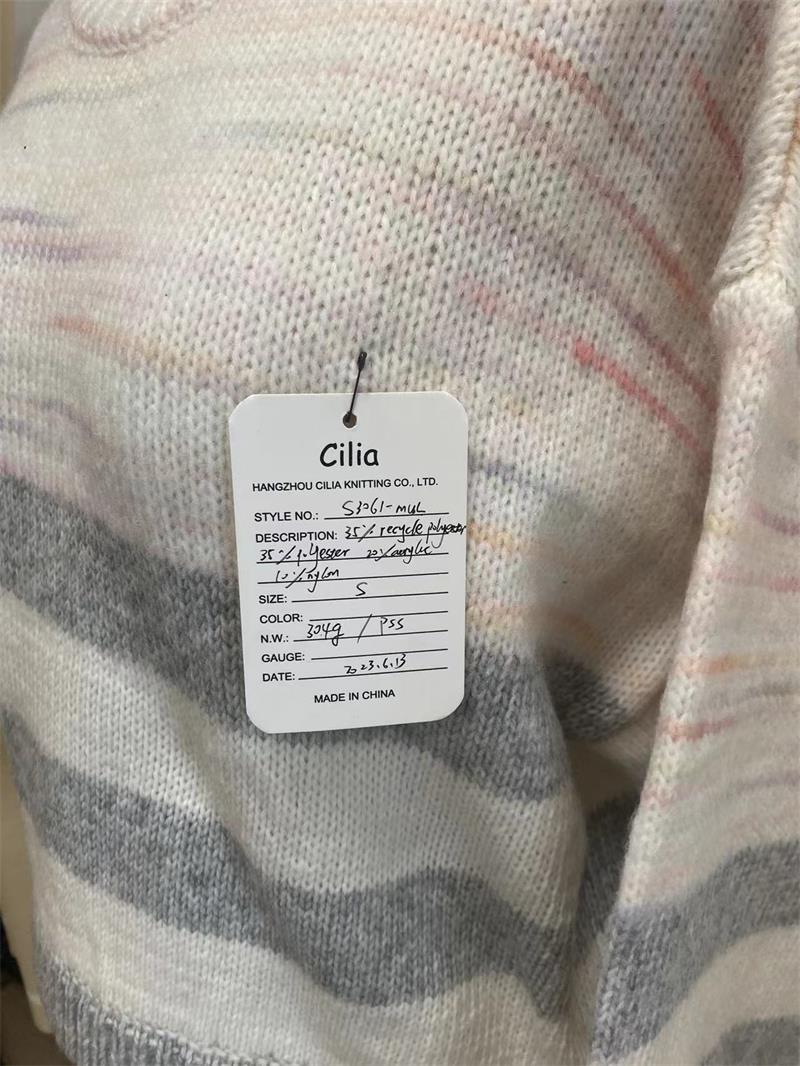 Cilia
HANGZHOU CILIA KNITTING CO., LTD.
STYLE NO.: S3061-MUL
DESCRIPTION: 35% recycle polyester
35% polyester 20% acrylic
10% nylon
SIZE: S
COLOR:
N.W.: 304g / PSS
GAUGE:
DATE: 2023.6.13
MADE IN CHINA